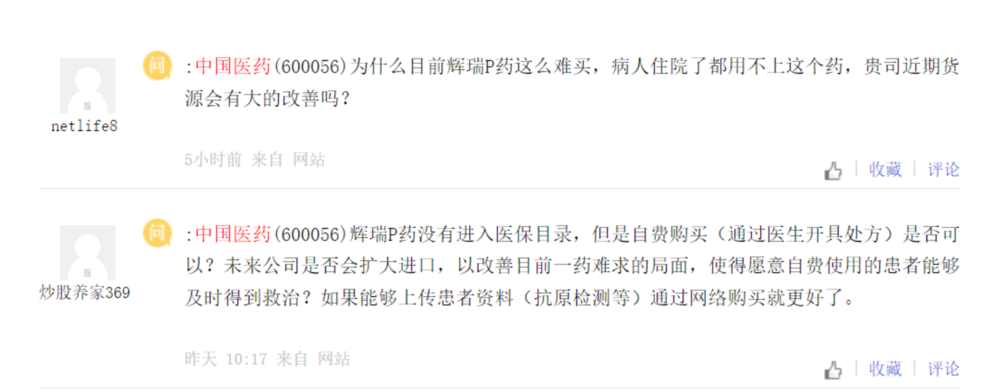 问 :中国医药(600056)为什么目前辉瑞P药这么难买，病人住院了都用不上这个药，贵司近期货
源会有大的改善吗？
netlife8
5小时前 来自 网站
收藏 | 评论
问 :中国医药(600056)辉瑞P药没有进入医保目录，但是自费购买（通过医生开具处方）是否可
以？未来公司是否会扩大进口，以改善目前一药难求的局面，使得愿意自费使用的患者能够
炒股养家369
及时得到救治？如果能够上传患者资料（抗原检测等）通过网络购买就更好了。
昨天 10:17 来自 网站
收藏 | 评论